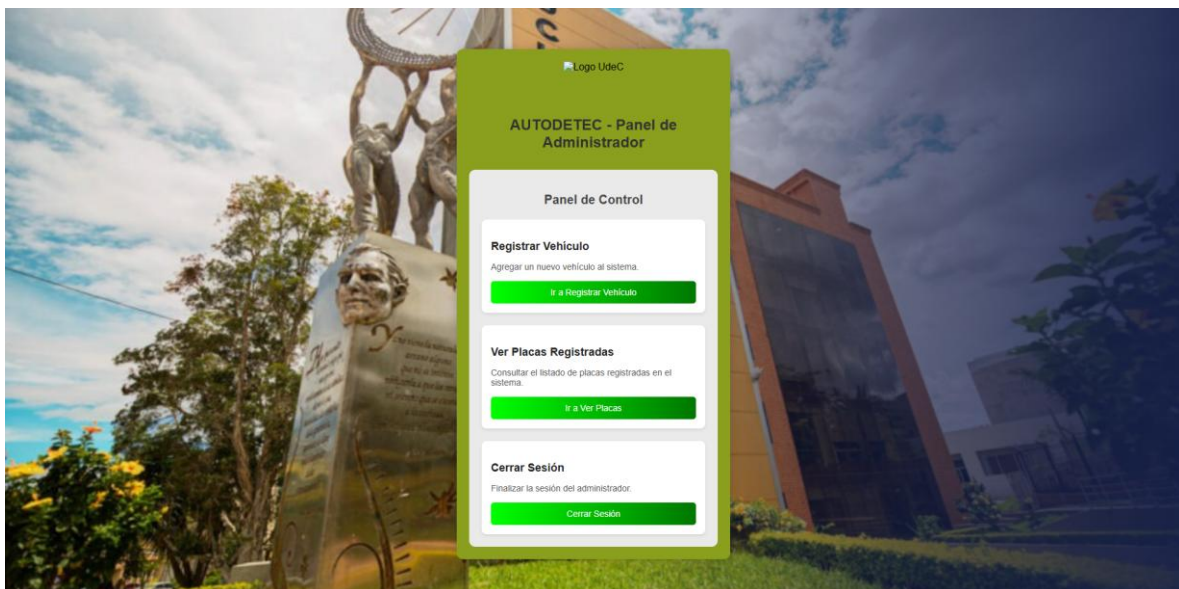 Logo UdeC
AUTODETEC - Panel de
Administrador
Panel de Control
Registrar Vehículo
Agregar un nuevo vehículo al sistema.
Ir a Registrar Vehículo
Ver Placas Registradas
Consultar el listado de placas registradas en el
sistema.
Ir a Ver Placas
Cerrar Sesión
Finalizar la sesión del administrador.
Cerrar Sesión